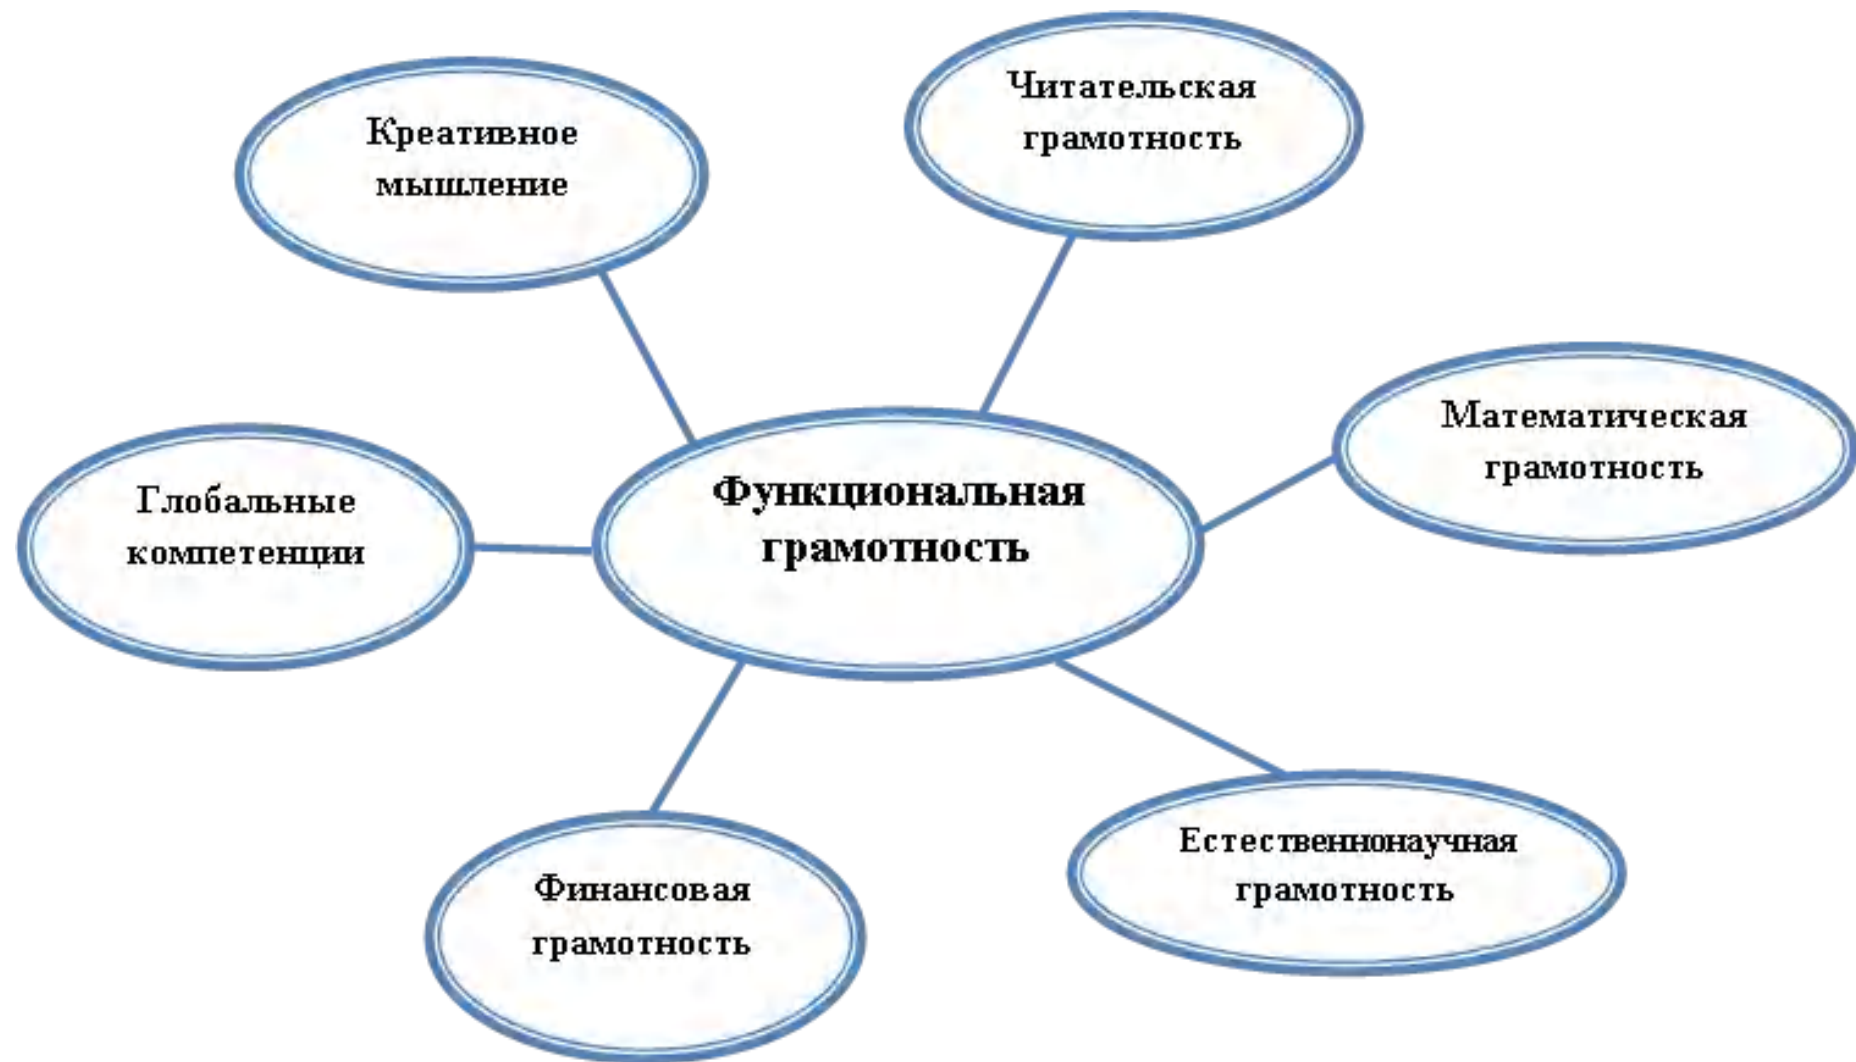 Читательская
грамотность
Креативное
мышление
Математическая
грамотность
Функциональная
грамотность
Глобальные
компетенции
Естественнонаучная
грамотность
Финансовая
грамотность